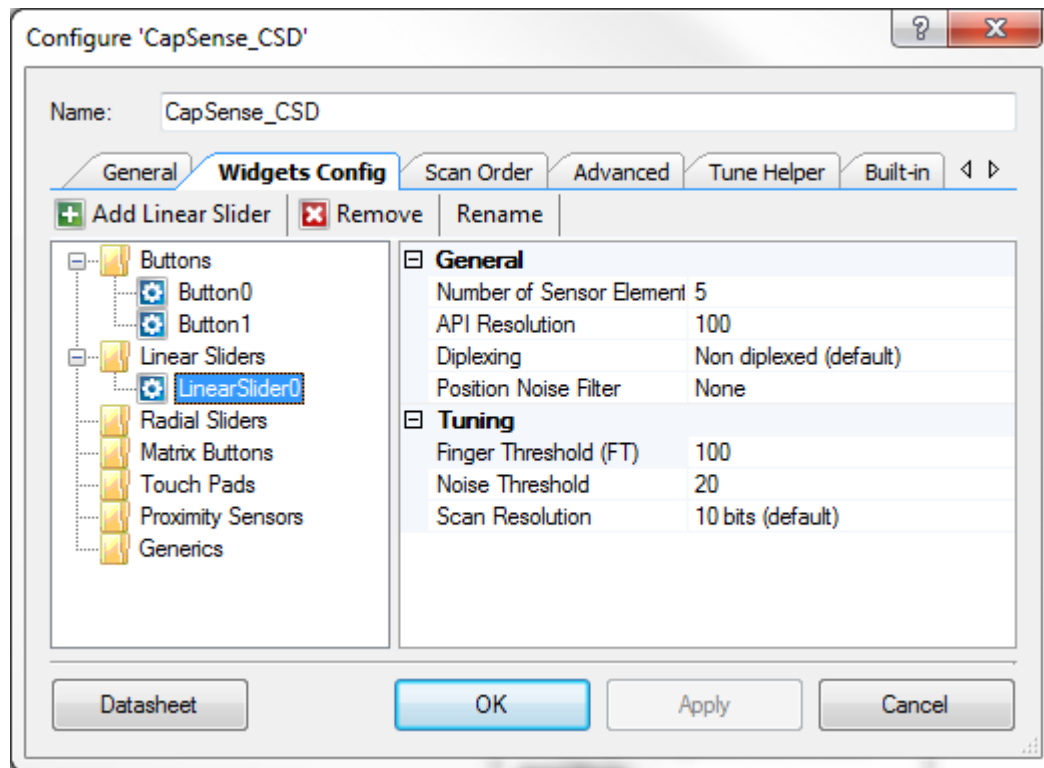 Configure 'CapSense_CSD'
Name: CapSense_CSD
General Widgets Config Scan Order Advanced Tune Helper Built-in
Add Linear Slider Remove Rename
Buttons
Button0
Button1
Linear Sliders
LinearSlider0
Radial Sliders
Matrix Buttons
Touch Pads
Proximity Sensors
Generics
General
Number of Sensor Element 5
API Resolution 100
Diplexing Non diplexed (default)
Position Noise Filter None
Tuning
Finger Threshold (FT) 100
Noise Threshold 20
Scan Resolution 10 bits (default)
Datasheet OK Apply Cancel